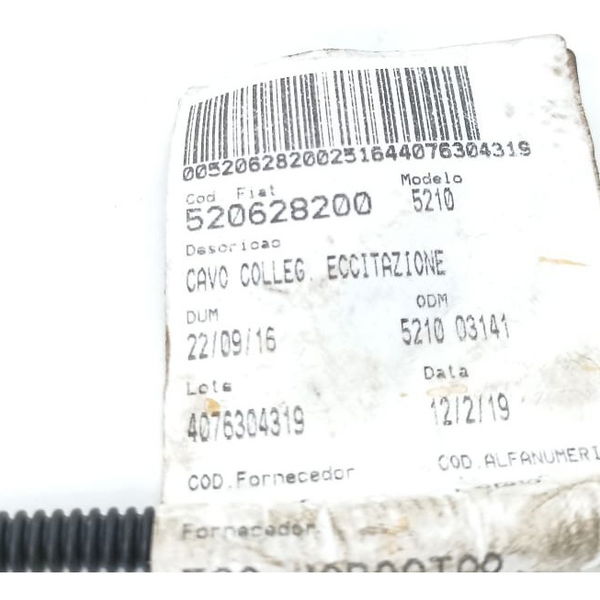 00520628200251644076304319
Cod Fiat Modelo
520628200 5210
Descricao
CAVO COLLEG. ECCITAZIONE
DUM ODM
22/09/16 5210 03141
Lote Data
4076304319 12/2/19
COD.Fornecedor COD.ALFANUMERI
Fornecedor